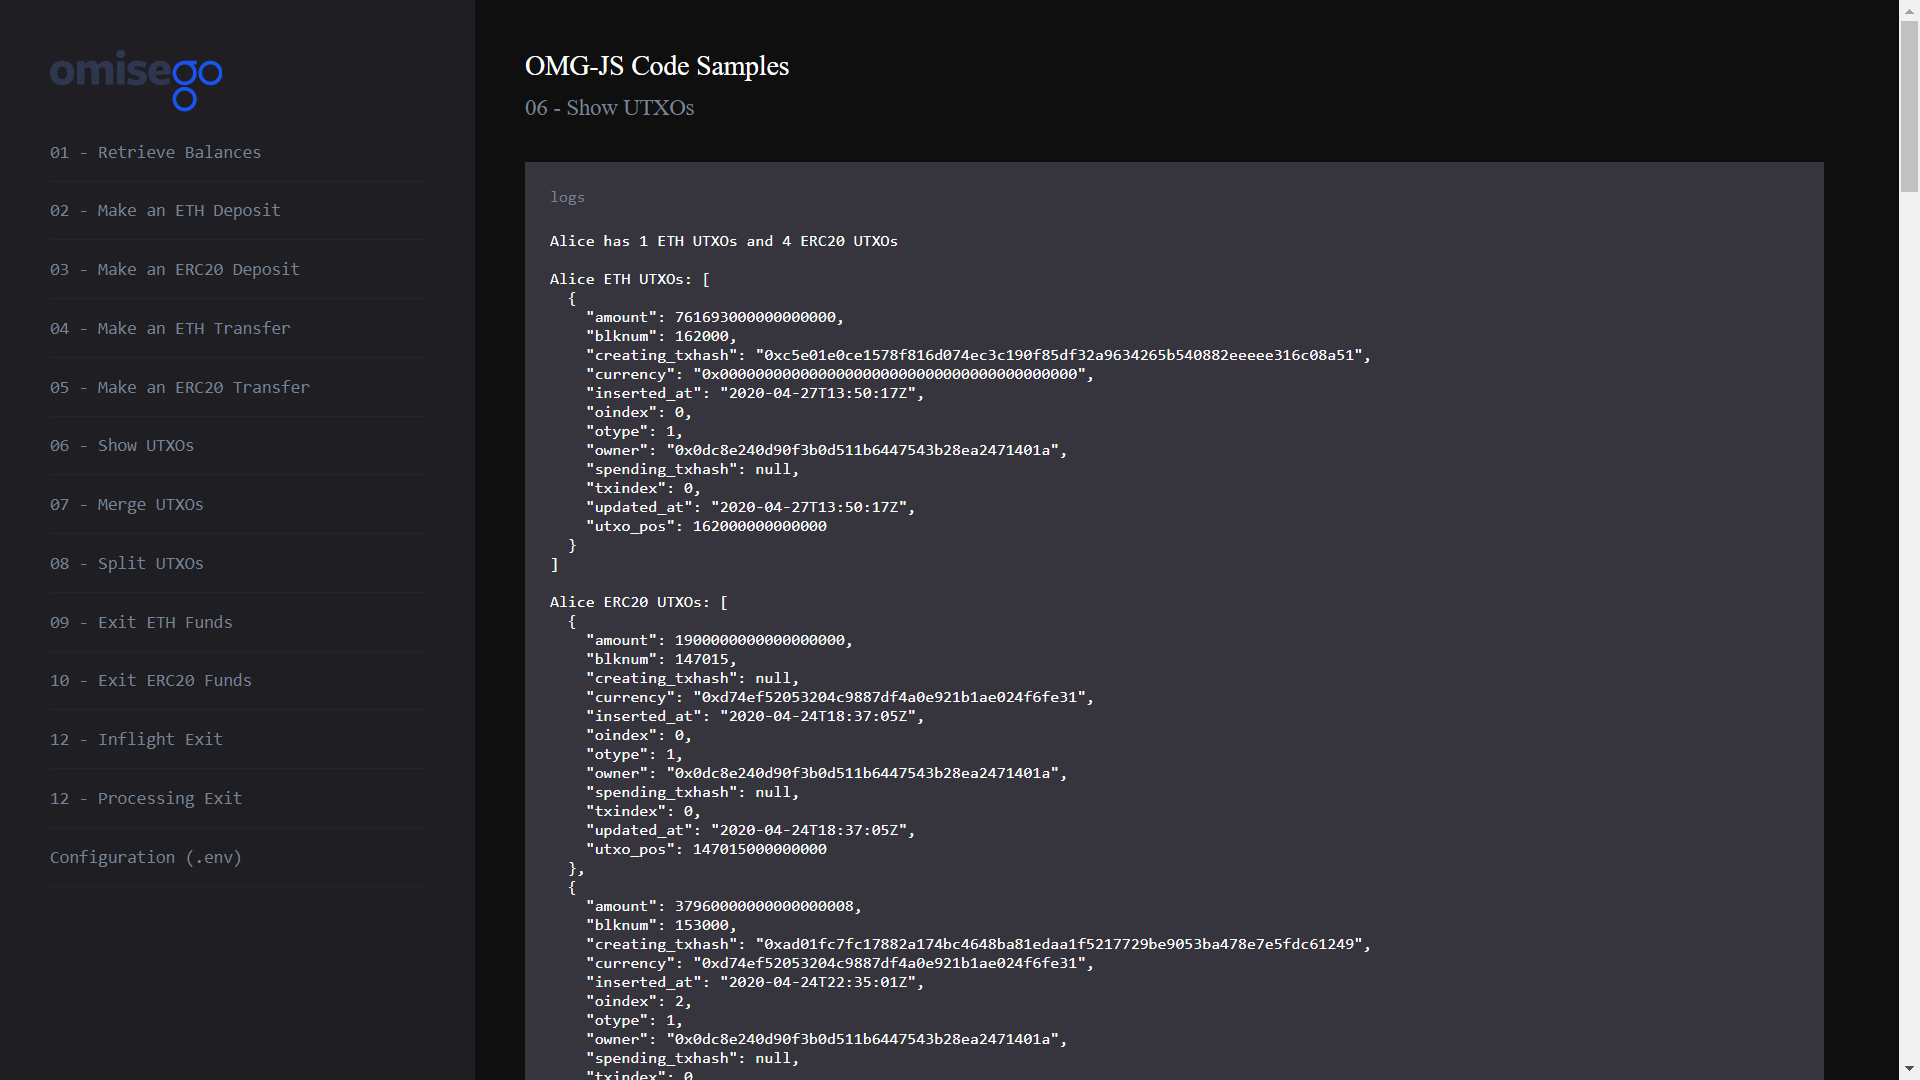 omisego
01 - Retrieve Balances
02 - Make an ETH Deposit
03 - Make an ERC20 Deposit
04 - Make an ETH Transfer
05 - Make an ERC20 Transfer
06 - Show UTXOs
07 - Merge UTXOs
08 - Split UTXOs
09 - Exit ETH Funds
10 - Exit ERC20 Funds
12 - Inflight Exit
12 - Processing Exit
Configuration (.env)
OMG-JS Code Samples
06 - Show UTXOs
logs
Alice has 1 ETH UTXOs and 4 ERC20 UTXOs
Alice ETH UTXOs: [
{
"amount": 761693000000000000,
"blknum": 162000,
"creating_txhash": "0xc5e01e0ce1578f816d074ec3c190f85df32a9634265b540882eeeee316c08a51",
"currency": "0x0000000000000000000000000000000000000000",
"inserted_at": "2020-04-27T13:50:17Z",
"oindex": 0,
"otype": 1,
"owner": "0x0dc8e240d90f3b0d511b6447543b28ea2471401a",
"spending_txhash": null,
"txindex": 0,
"updated_at": "2020-04-27T13:50:17Z",
"utxo_pos": 162000000000000
}
]
Alice ERC20 UTXOs: [
{
"amount": 1900000000000000000,
"blknum": 147015,
"creating_txhash": null,
"currency": "0xd74ef52053204c9887df4a0e921b1ae024f6fe31",
"inserted_at": "2020-04-24T18:37:05Z",
"oindex": 0,
"otype": 1,
"owner": "0x0dc8e240d90f3b0d511b6447543b28ea2471401a",
"spending_txhash": null,
"txindex": 0,
"updated_at": "2020-04-24T18:37:05Z",
"utxo_pos": 147015000000000
},
{
"amount": 37960000000000000008,
"blknum": 153000,
"creating_txhash": "0xad01fc7fc17882a174bc4648ba81edaa1f5217729be9053ba478e7e5fdc61249",
"currency": "0xd74ef52053204c9887df4a0e921b1ae024f6fe31",
"inserted_at": "2020-04-24T22:35:01Z",
"oindex": 2,
"otype": 1,
"owner": "0x0dc8e240d90f3b0d511b6447543b28ea2471401a",
"spending_txhash": null,
"txindex": 0